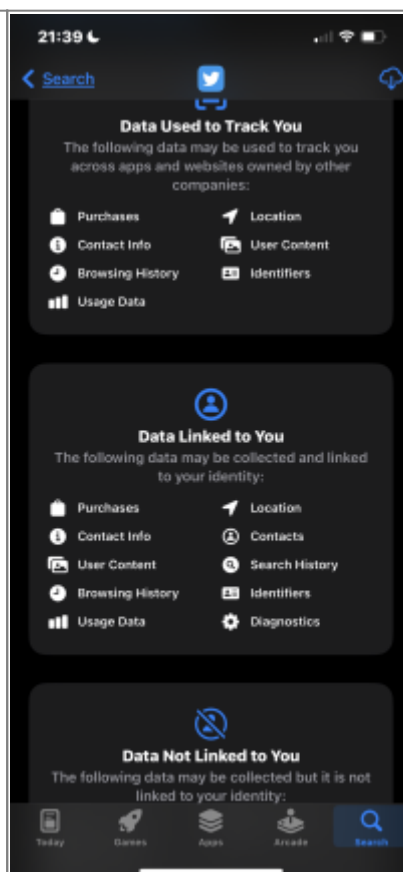 21:39
Search
Data Used to Track You
The following data may be used to track you
across apps and websites owned by other
companies:
Purchases
Location
Contact Info
User Content
Browsing History
Identifiers
Usage Data
Data Linked to You
The following data may be collected and linked
to your identity:
Purchases
Location
Contact Info
Contacts
User Content
Search History
Browsing History
Identifiers
Usage Data
Diagnostics
Data Not Linked to You
The following data may be collected but it is not
linked to your identity:
Today
Games
Apps
Arcade
Search